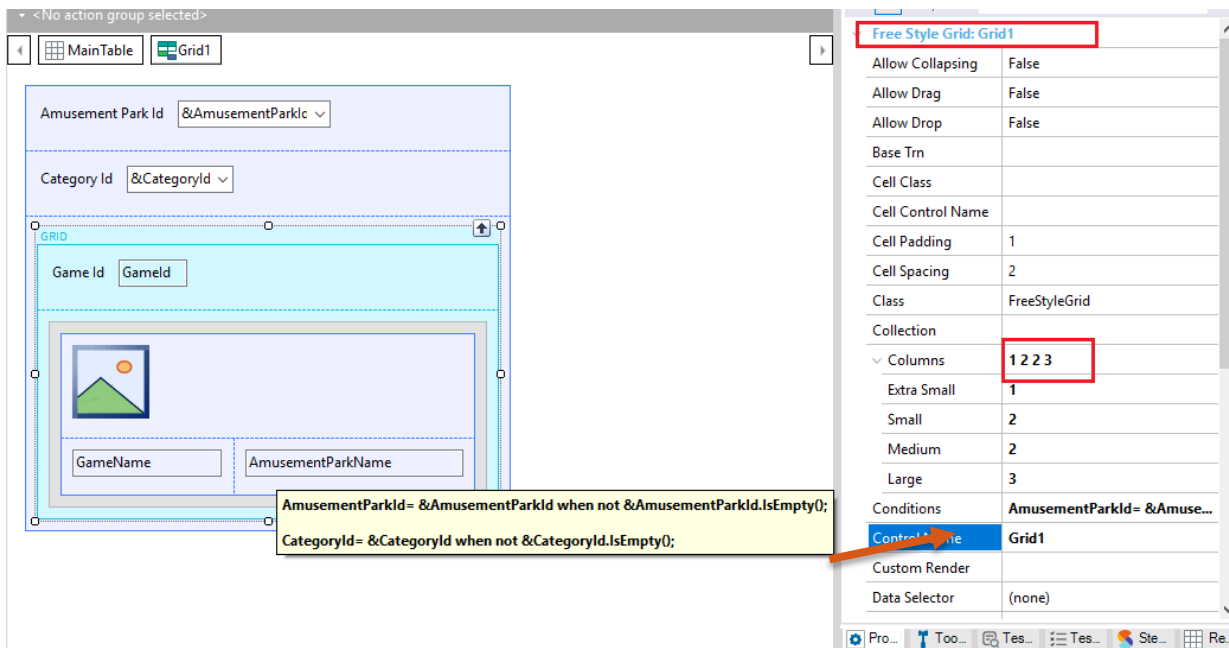 <No action group selected>
MainTable
Grid1
Amusement Park Id
&AmusementParkIc
Category Id
&CategoryId
GRID
Game Id
GameId
GameName
AmusementParkName
AmusementParkId= &AmusementParkId when not &AmusementParkId.IsEmpty();
CategoryId= &CategoryId when not &CategoryId.IsEmpty();
Free Style Grid: Grid1
Allow Collapsing False
Allow Drag False
Allow Drop False
Base Trn
Cell Class
Cell Control Name
Cell Padding 1
Cell Spacing 2
Class FreeStyleGrid
Collection
Columns 1 2 2 3
Extra Small 1
Small 2
Medium 2
Large 3
Conditions AmusementParkId= &Amuse...
Control Grid1
Custom Render
Data Selector (none)
Pro... Too... Tes... Tes... Ste... Re..